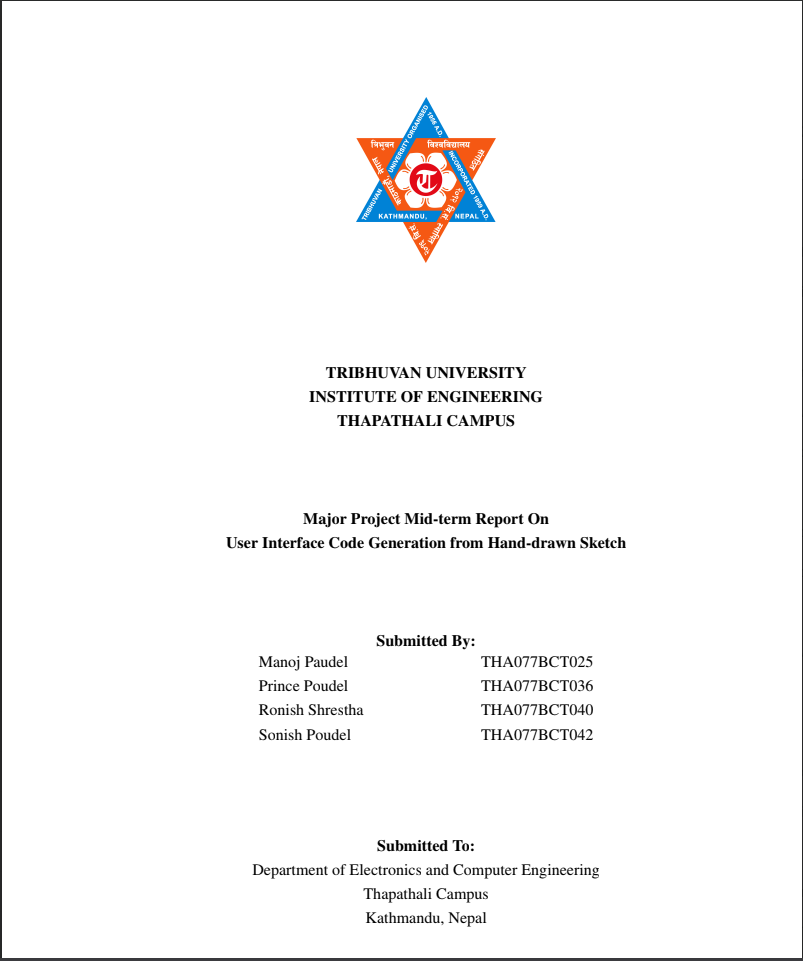 त्रिभुवन विश्वविद्यालय
UNIVERSITY ORGANISED 1956 A.D.
INCORPORATED 1959 A.D.
TRIBHUVAN
KATHMANDU, NEPAL
TRIBHUVAN UNIVERSITY
INSTITUTE OF ENGINEERING
THAPATHALI CAMPUS
Major Project Mid-term Report On
User Interface Code Generation from Hand-drawn Sketch
Submitted By:
Manoj Paudel THA077BCT025
Prince Poudel THA077BCT036
Ronish Shrestha THA077BCT040
Sonish Poudel THA077BCT042
Submitted To:
Department of Electronics and Computer Engineering
Thapathali Campus
Kathmandu, Nepal